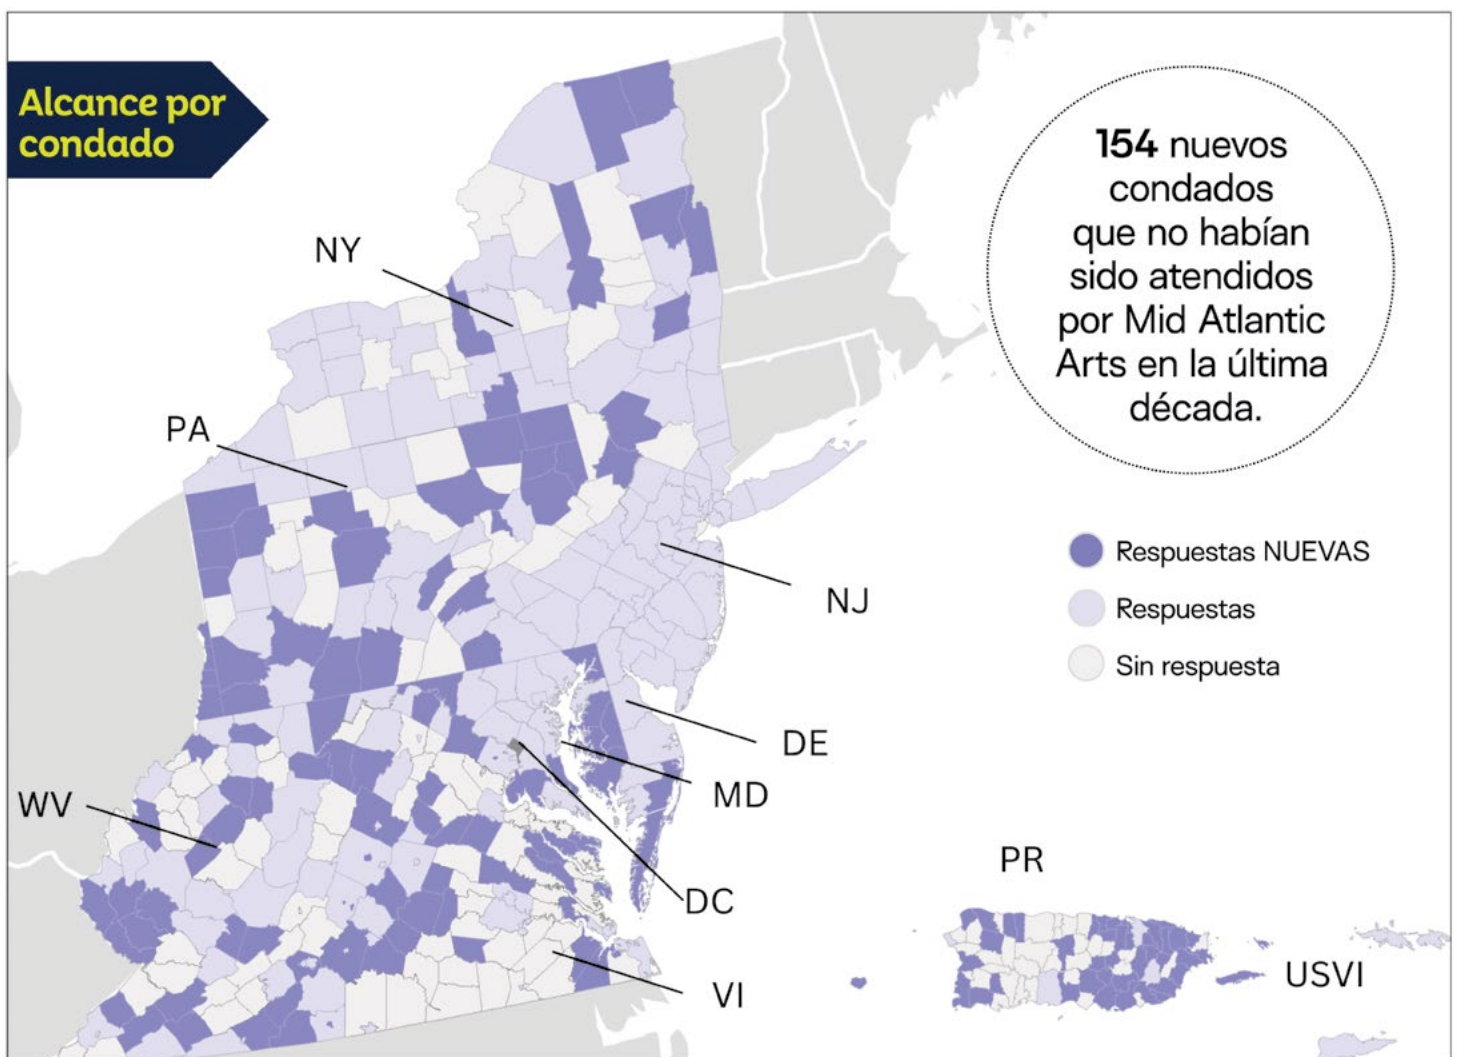 Alcance por
condado
154 nuevos
condados
que no habían
sido atendidos
por Mid Atlantic
Arts en la última
década.
NY
PA
Respuestas NUEVAS
Respuestas
Sin respuesta
NJ
DE
MD
WV
DC
VI
PR
USVI